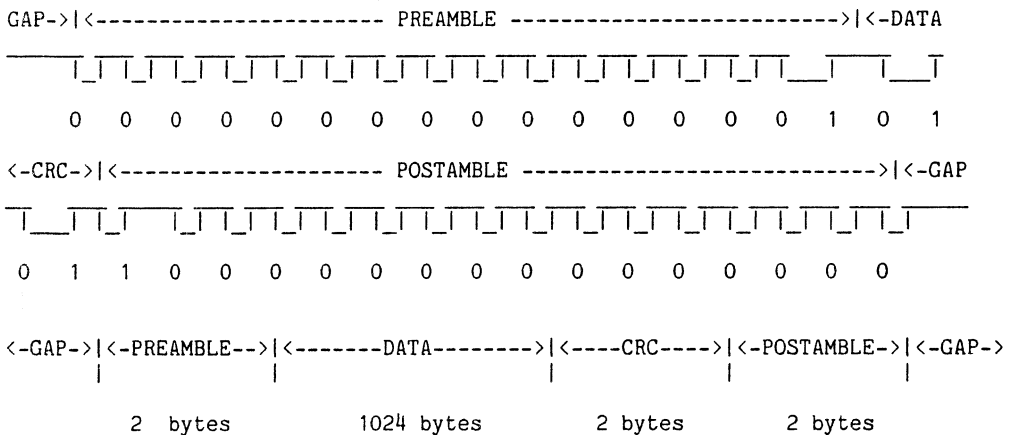 GAP->|<----------------------- PREAMBLE -------------------------->|<-DATA
0 0 0 0 0 0 0 0 0 0 0 0 0 0 0 1 0 1
<-CRC->|<--------------------- POSTAMBLE ---------------------------->|<-GAP
0 1 1 0 0 0 0 0 0 0 0 0 0 0 0 0 0 0
<-GAP->|<-PREAMBLE-->|<-------DATA-------->|<----CRC---->|<-POSTAMBLE->|<-GAP->
2 bytes 1024 bytes 2 bytes 2 bytes